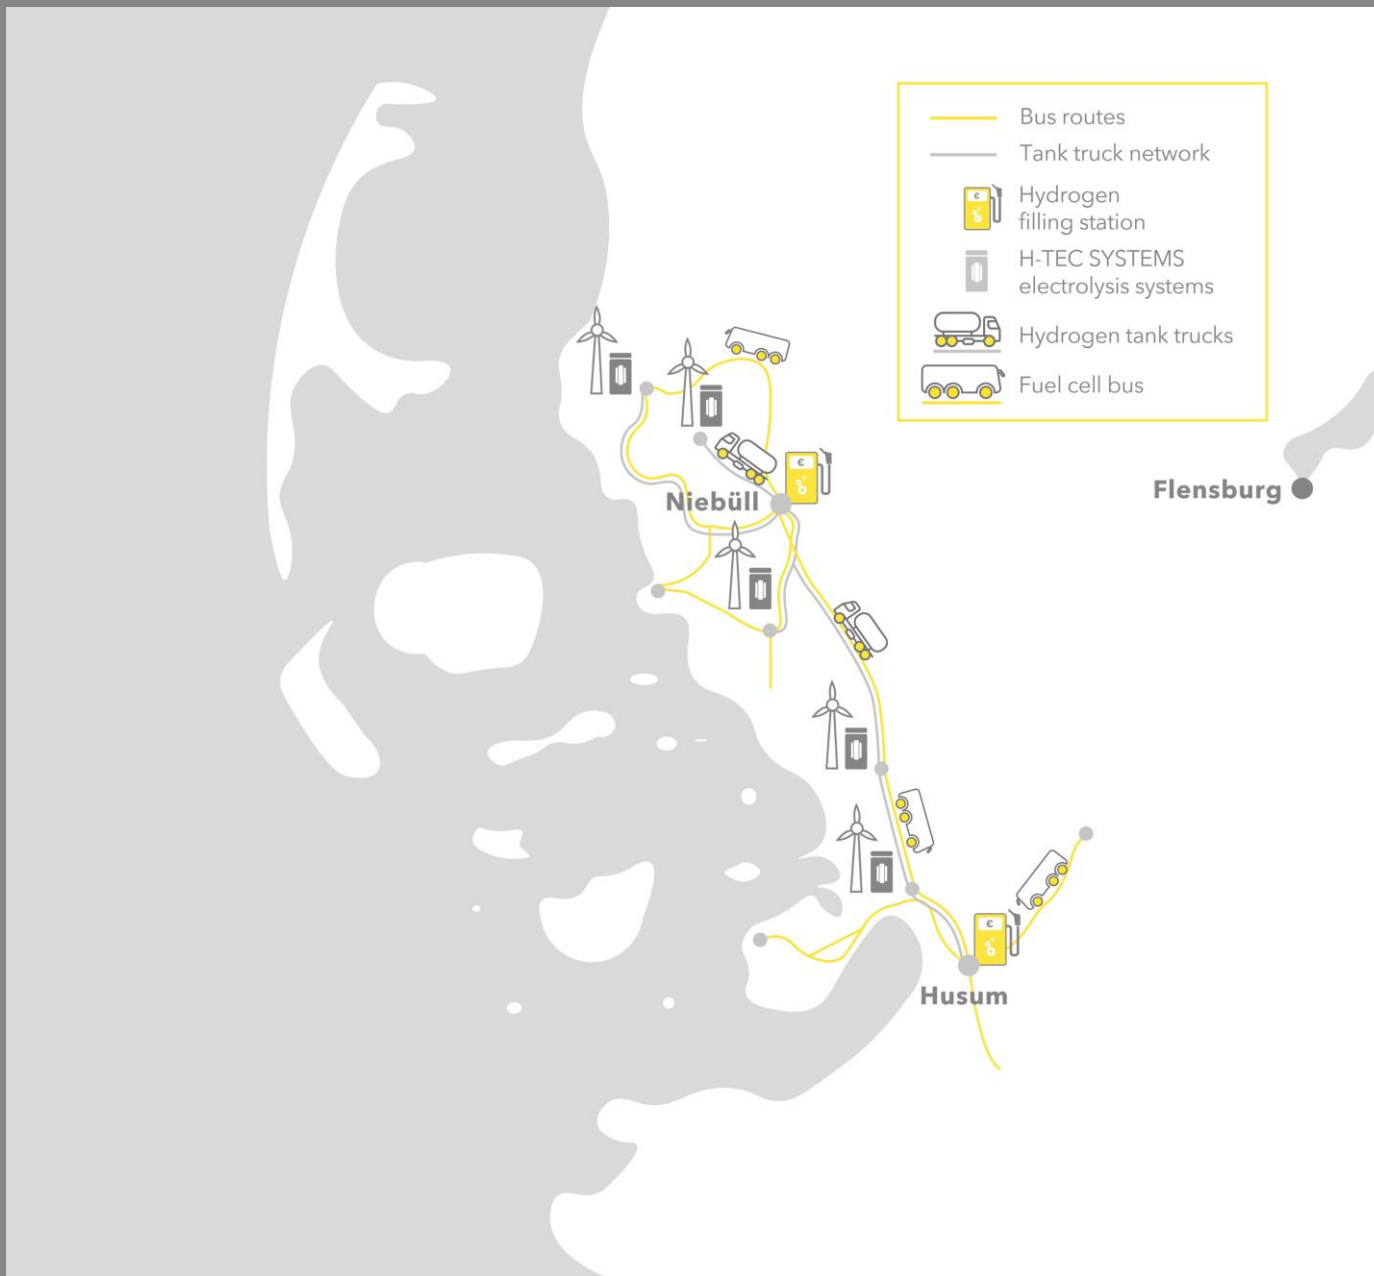 Bus routes
Tank truck network
Hydrogen
filling station
H-TEC SYSTEMS
electrolysis systems
Hydrogen tank trucks
Fuel cell bus
€
€
Niebüll
Flensburg
€
Husum